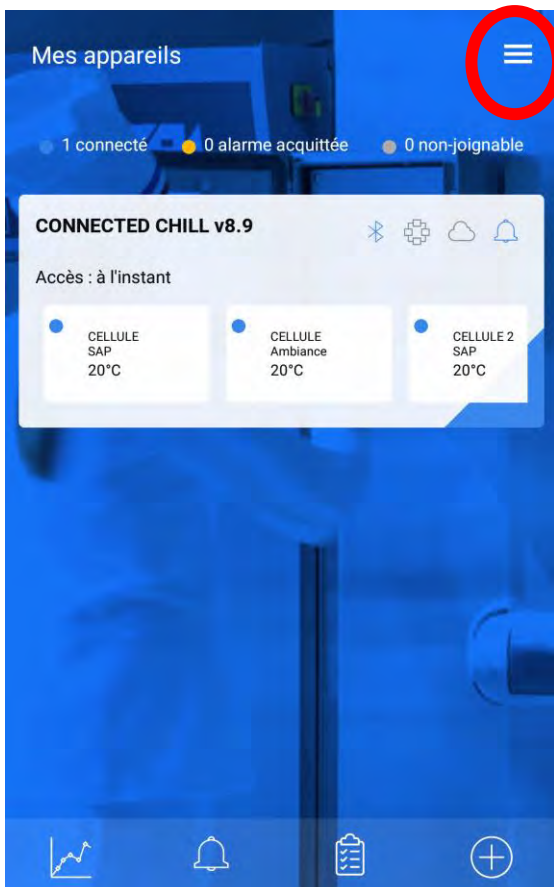 Mes appareils
1 connecté 0 alarme acquittée 0 non-joignable
CONNECTED CHILL v8.9
Accès : à l'instant
CELLULE
SAP
20°C
CELLULE
Ambiance
20°C
CELLULE 2
SAP
20°C